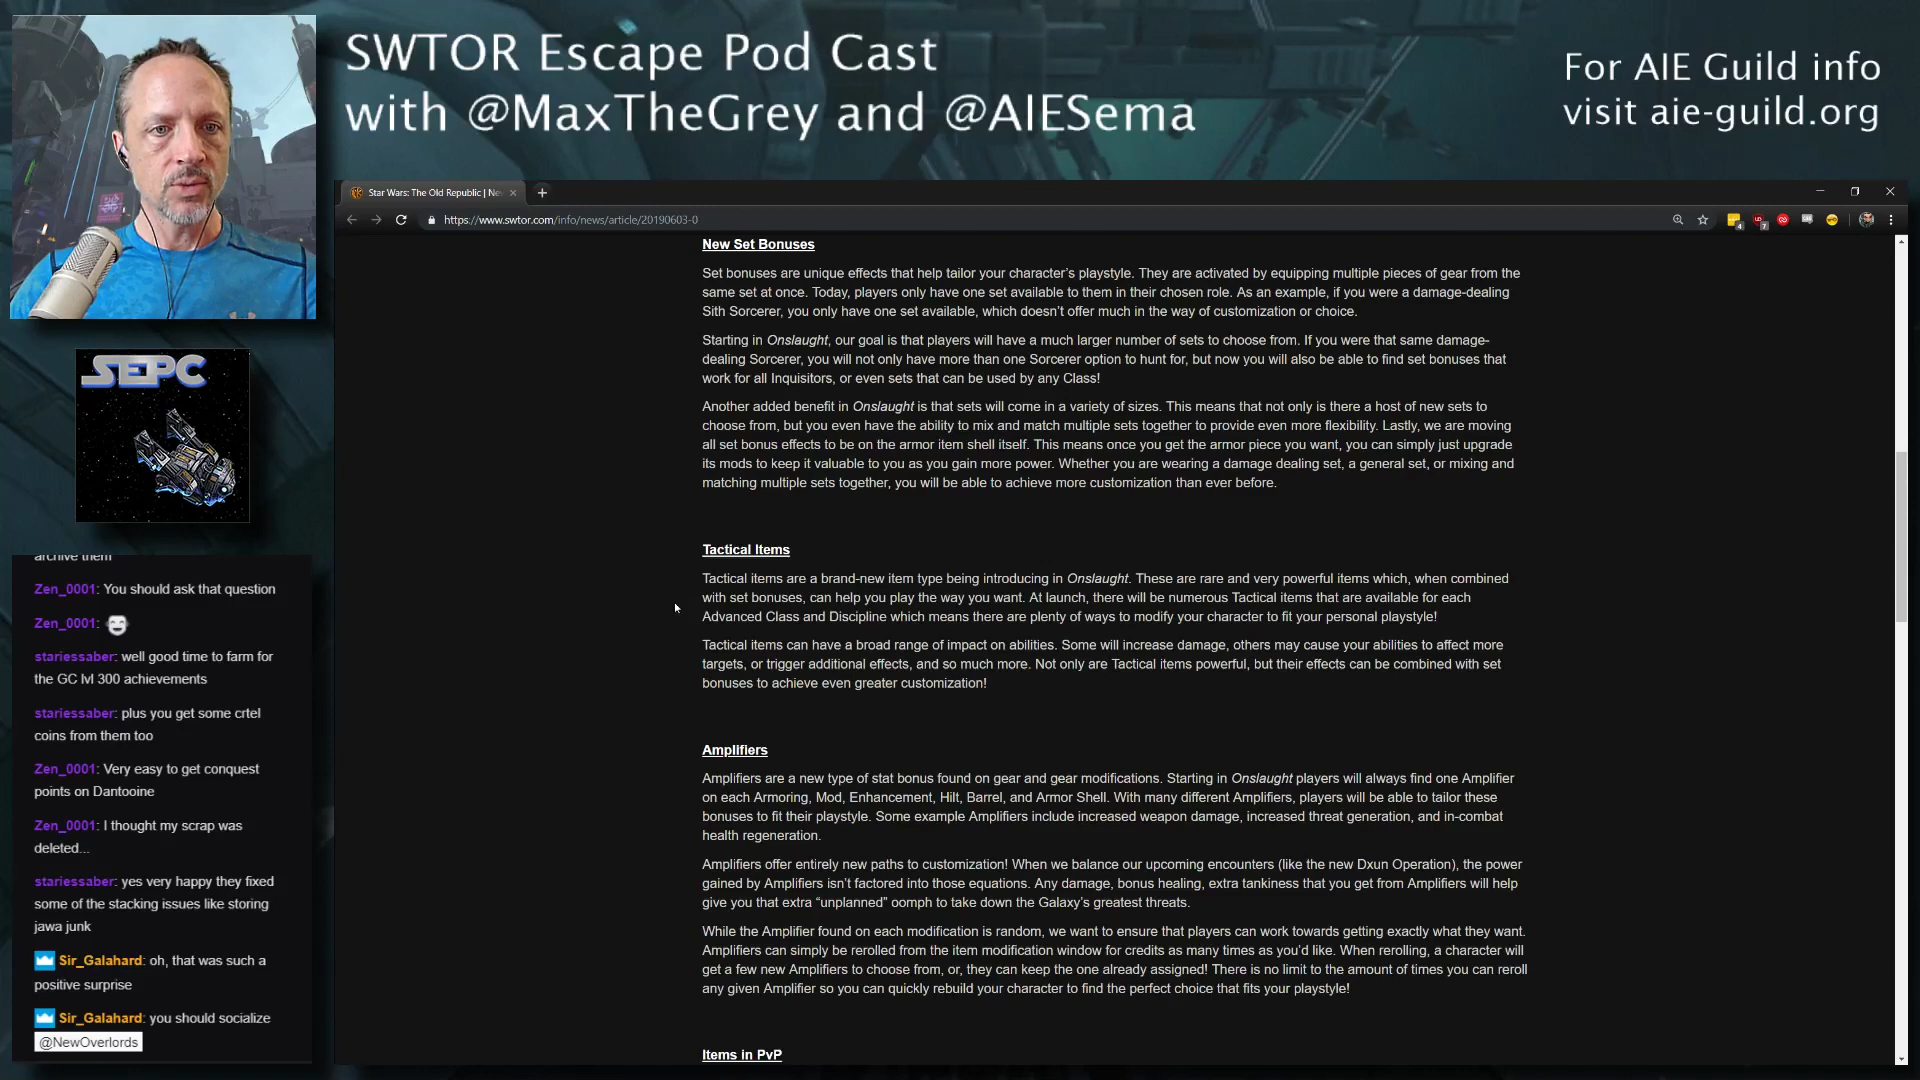 SWTOR Escape Pod Cast
with @MaxTheGrey and @AIESema
For AIE Guild info
visit aie-guild.org
SEPC
archive them
Zen_0001: You should ask that question
Zen_0001:
stariessaber: well good time to farm for
the GC lvl 300 achievements
stariessaber: plus you get some crtel
coins from them too
Zen_0001: Very easy to get conquest
points on Dantooine
Zen_0001: I thought my scrap was
deleted...
stariessaber: yes very happy they fixed
some of the stacking issues like storing
jawa junk
Sir_Galahard: oh, that was such a
positive surprise
Sir_Galahard: you should socialize
@NewOverlords
Star Wars: The Old Republic | Ne
https://www.swtor.com/info/news/article/20190603-0
4
7
New Set Bonuses
Set bonuses are unique effects that help tailor your character's playstyle. They are activated by equipping multiple pieces of gear from the
same set at once. Today, players only have one set available to them in their chosen role. As an example, if you were a damage-dealing
Sith Sorcerer, you only have one set available, which doesn't offer much in the way of customization or choice.
Starting in Onslaught, our goal is that players will have a much larger number of sets to choose from. If you were that same damage-
dealing Sorcerer, you will not only have more than one Sorcerer option to hunt for, but now you will also be able to find set bonuses that
work for all Inquisitors, or even sets that can be used by any Class!
Another added benefit in Onslaught is that sets will come in a variety of sizes. This means that not only is there a host of new sets to
choose from, but you even have the ability to mix and match multiple sets together to provide even more flexibility. Lastly, we are moving
all set bonus effects to be on the armor item shell itself. This means once you get the armor piece you want, you can simply just upgrade
its mods to keep it valuable to you as you gain more power. Whether you are wearing a damage dealing set, a general set, or mixing and
matching multiple sets together, you will be able to achieve more customization than ever before.
Tactical Items
Tactical items are a brand-new item type being introducing in Onslaught. These are rare and very powerful items which, when combined
with set bonuses, can help you play the way you want. At launch, there will be numerous Tactical items that are available for each
Advanced Class and Discipline which means there are plenty of ways to modify your character to fit your personal playstyle!
Tactical items can have a broad range of impact on abilities. Some will increase damage, others may cause your abilities to affect more
targets, or trigger additional effects, and so much more. Not only are Tactical items powerful, but their effects can be combined with set
bonuses to achieve even greater customization!
Amplifiers
Amplifiers are a new type of stat bonus found on gear and gear modifications. Starting in Onslaught players will always find one Amplifier
on each Armoring, Mod, Enhancement, Hilt, Barrel, and Armor Shell. With many different Amplifiers, players will be able to tailor these
bonuses to fit their playstyle. Some example Amplifiers include increased weapon damage, increased threat generation, and in-combat
health regeneration.
Amplifiers offer entirely new paths to customization! When we balance our upcoming encounters (like the new Dxun Operation), the power
gained by Amplifiers isn't factored into those equations. Any damage, bonus healing, extra tankiness that you get from Amplifiers will help
give you that extra “unplanned” oomph to take down the Galaxy's greatest threats.
While the Amplifier found on each modification is random, we want to ensure that players can work towards getting exactly what they want.
Amplifiers can simply be rerolled from the item modification window for credits as many times as you'd like. When rerolling, a character will
get a few new Amplifiers to choose from, or, they can keep the one already assigned! There is no limit to the amount of times you can reroll
any given Amplifier so you can quickly rebuild your character to find the perfect choice that fits your playstyle!
Items in PvP